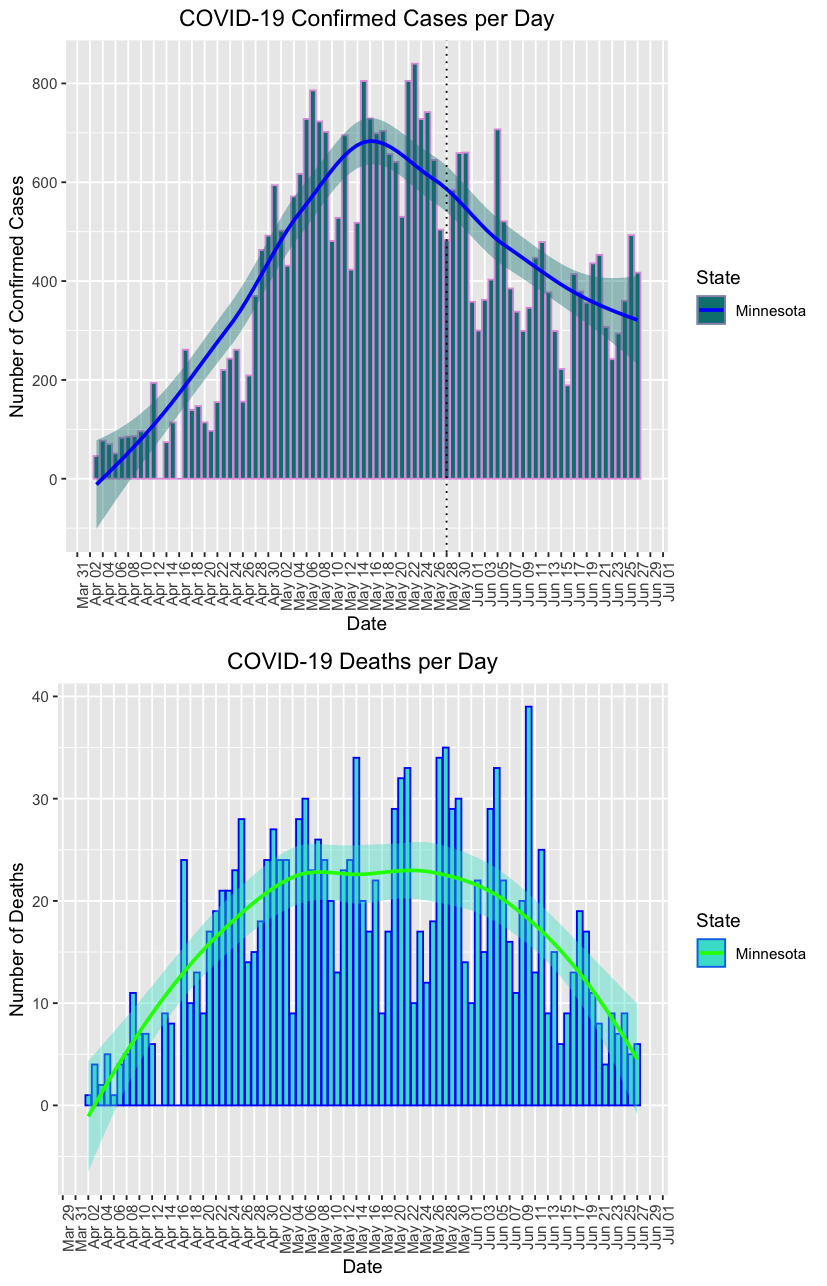 COVID-19 Confirmed Cases per Day
Number of Confirmed Cases
800
600
400
200
0
Mar 31
Apr 02
Apr 04
Apr 06
Apr 08
Apr 10
Apr 12
Apr 14
Apr 16
Apr 18
Apr 20
Apr 22
Apr 24
Apr 26
Apr 28
Apr 30
May 02
May 04
May 06
May 08
May 10
May 12
May 14
May 16
May 18
May 20
May 22
May 24
May 26
May 28
May 30
Jun 01
Jun 03
Jun 05
Jun 07
Jun 09
Jun 11
Jun 13
Jun 15
Jun 17
Jun 19
Jun 21
Jun 23
Jun 25
Jun 27
Jun 29
Jul 01
Date
State
Minnesota
COVID-19 Deaths per Day
Number of Deaths
40
30
20
10
0
Mar 29
Mar 31
Apr 02
Apr 04
Apr 06
Apr 08
Apr 10
Apr 12
Apr 14
Apr 16
Apr 18
Apr 20
Apr 22
Apr 24
Apr 26
Apr 28
Apr 30
May 02
May 04
May 06
May 08
May 10
May 12
May 14
May 16
May 18
May 20
May 22
May 24
May 26
May 28
May 30
Jun 01
Jun 03
Jun 05
Jun 07
Jun 09
Jun 11
Jun 13
Jun 15
Jun 17
Jun 19
Jun 21
Jun 23
Jun 25
Jun 27
Jun 29
Jul 01
Date
State
Minnesota